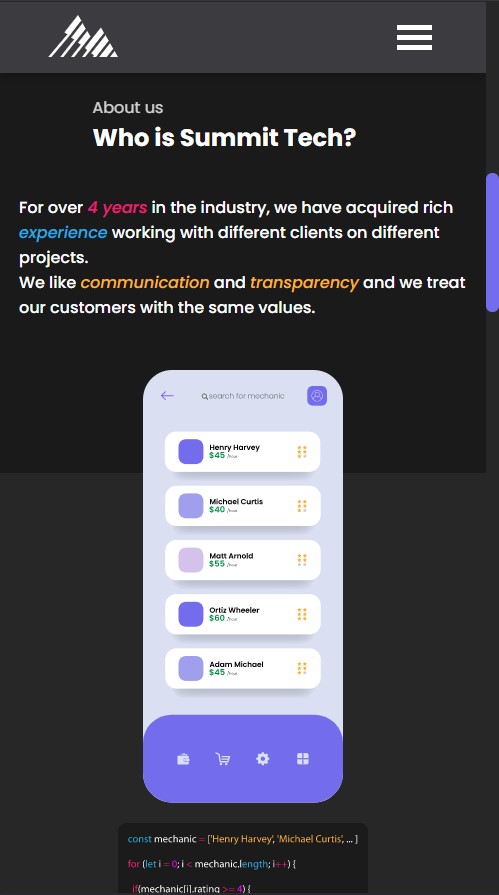 About us
Who is Summit Tech?
For over 4 years in the industry, we have acquired rich
experience working with different clients on different
projects.
We like communication and transparency and we treat
our customers with the same values.
search for mechanic
Henry Harvey
$45 /hour
Michael Curtis
$40 /hour
Matt Arnold
$55 /hour
Ortiz Wheeler
$60 /hour
Adam Michael
$45 /hour
const mechanic = ['Henry Harvey', 'Michael Curtis', ... ]
for (let i = 0; i < mechanic.length; i++) {
if(mechanic[i].rating >= 4) {